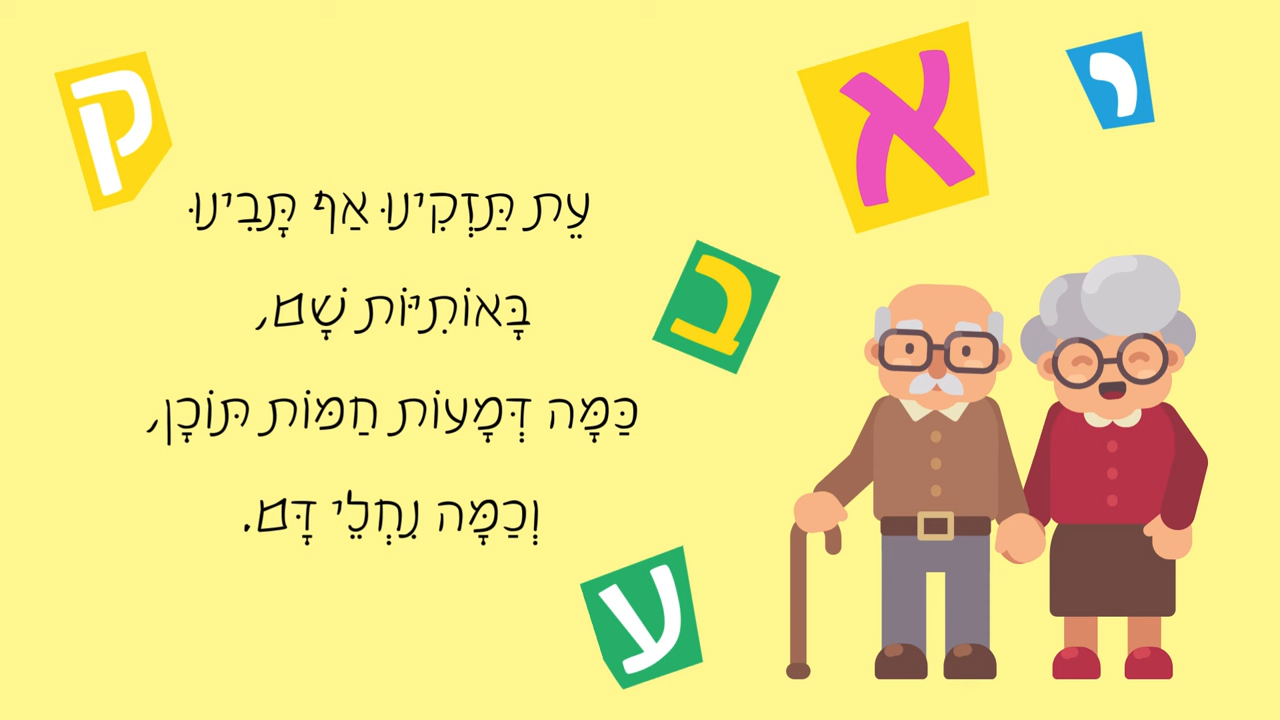 ק
א
י
עֵת תַּזְקִינוּ אַף תָּבִינוּ
ב
בָּאוֹתִיּוֹת שָׁם,
כַּמָּה דְּמָעוֹת חַמּוֹת תּוֹכָן,
וְכַמָּה נַחְלֵי דָּם.
ע